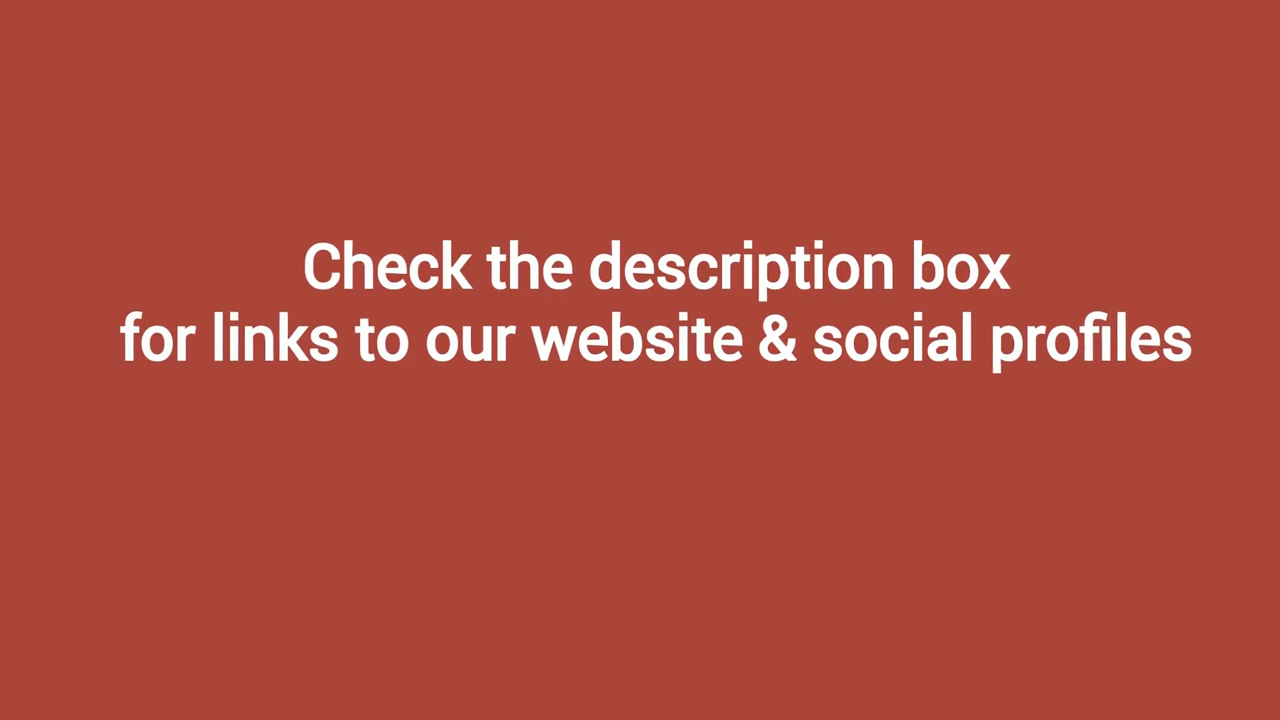 Check the description box
for links to our website & social profiles